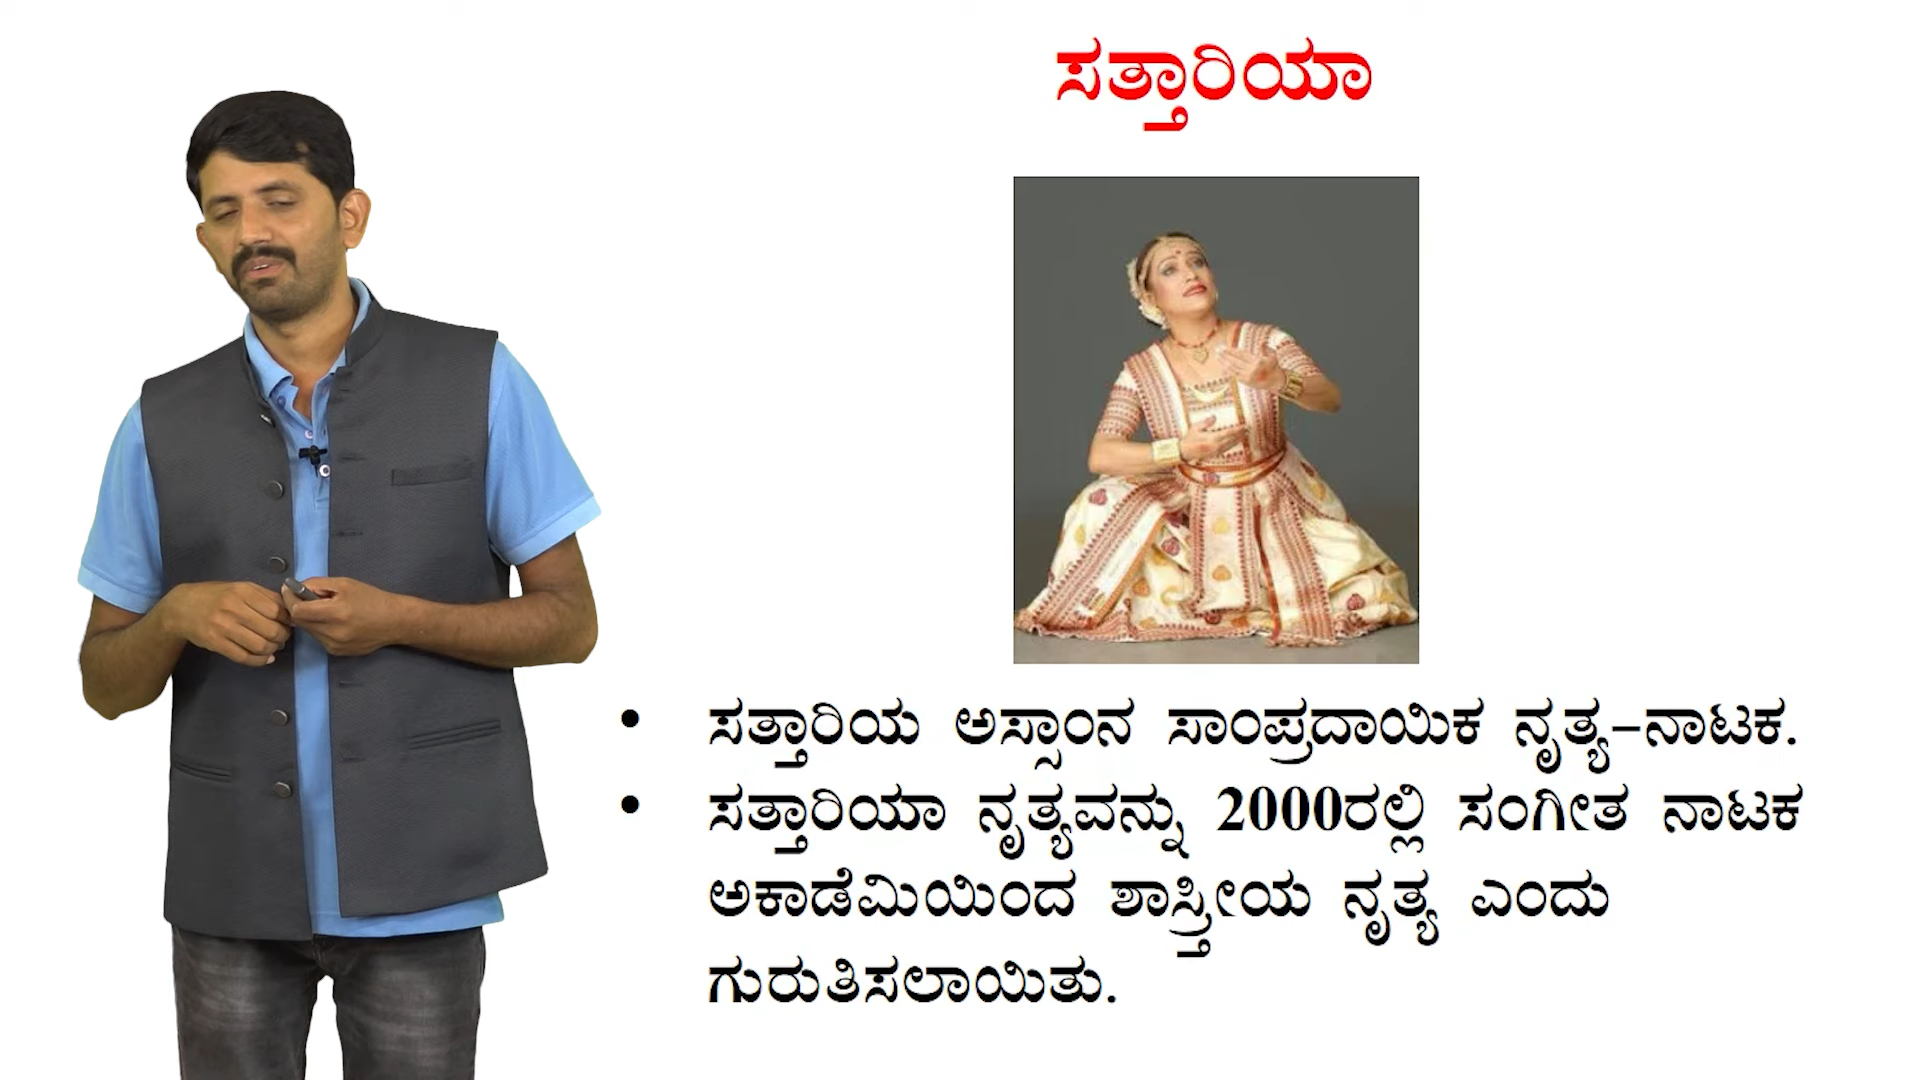 ಸತ್ತಾರಿಯಾ
• ಸತ್ತಾರಿಯ ಅಸ್ಸಾಂನ ಸಾಂಪ್ರದಾಯಿಕ ನೃತ್ಯ-ನಾಟಕ.
• ಸತ್ತಾರಿಯಾ ನೃತ್ಯವನ್ನು 2000ರಲ್ಲಿ ಸಂಗೀತ ನಾಟಕ
ಅಕಾಡೆಮಿಯಿಂದ ಶಾಸ್ತ್ರೀಯ ನೃತ್ಯ ಎಂದು
ಗುರುತಿಸಲಾಯಿತು.